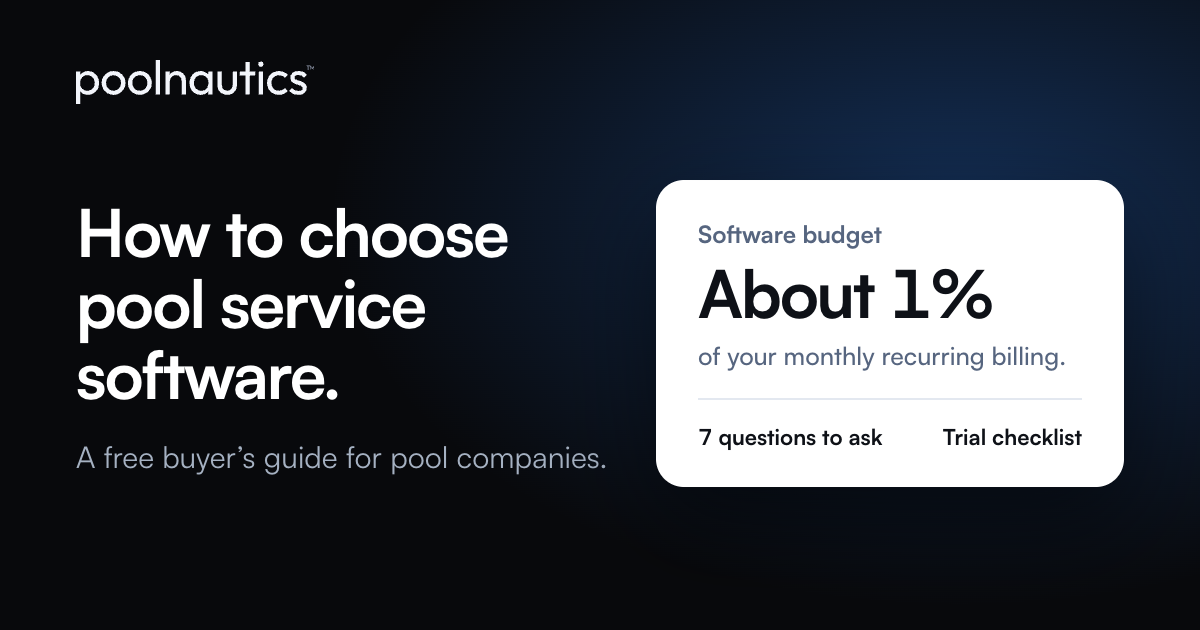 poolnautics™
How to choose
pool service
software.
A free buyer’s guide for pool companies.
Software budget
About 1%
of your monthly recurring billing.
7 questions to ask
Trial checklist